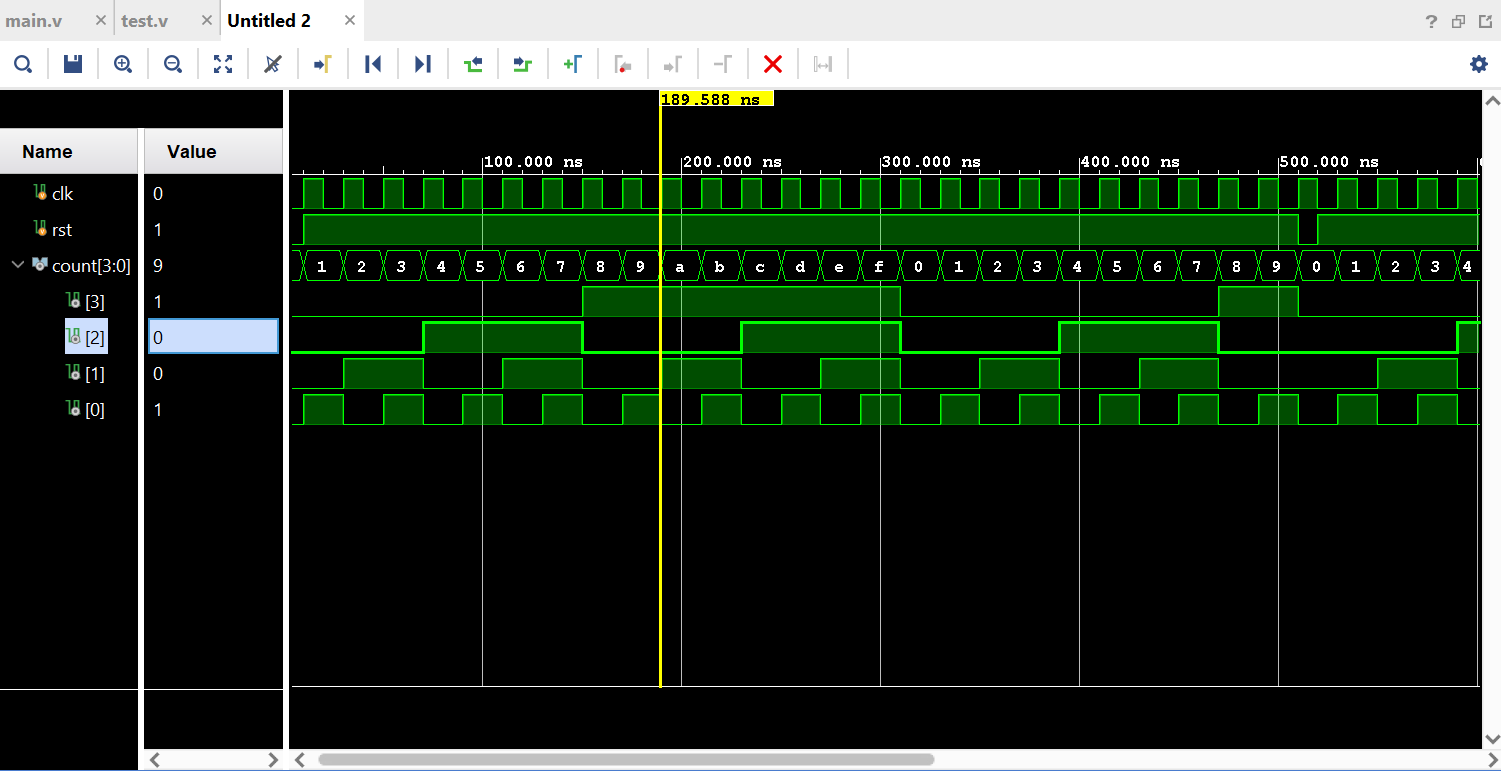 main.v × test.v × Untitled 2 × ?
189.588 ns
Name Value
100.000 ns 200.000 ns 300.000 ns 400.000 ns 500.000 ns
clk 0
rst 1
count[3:0] 9 1 2 3 4 5 6 7 8 9 a b c d e f 0 1 2 3 4 5 6 7 8 9 0 1 2 3 4
[3] 1
[2] 0
[1] 0
[0] 1